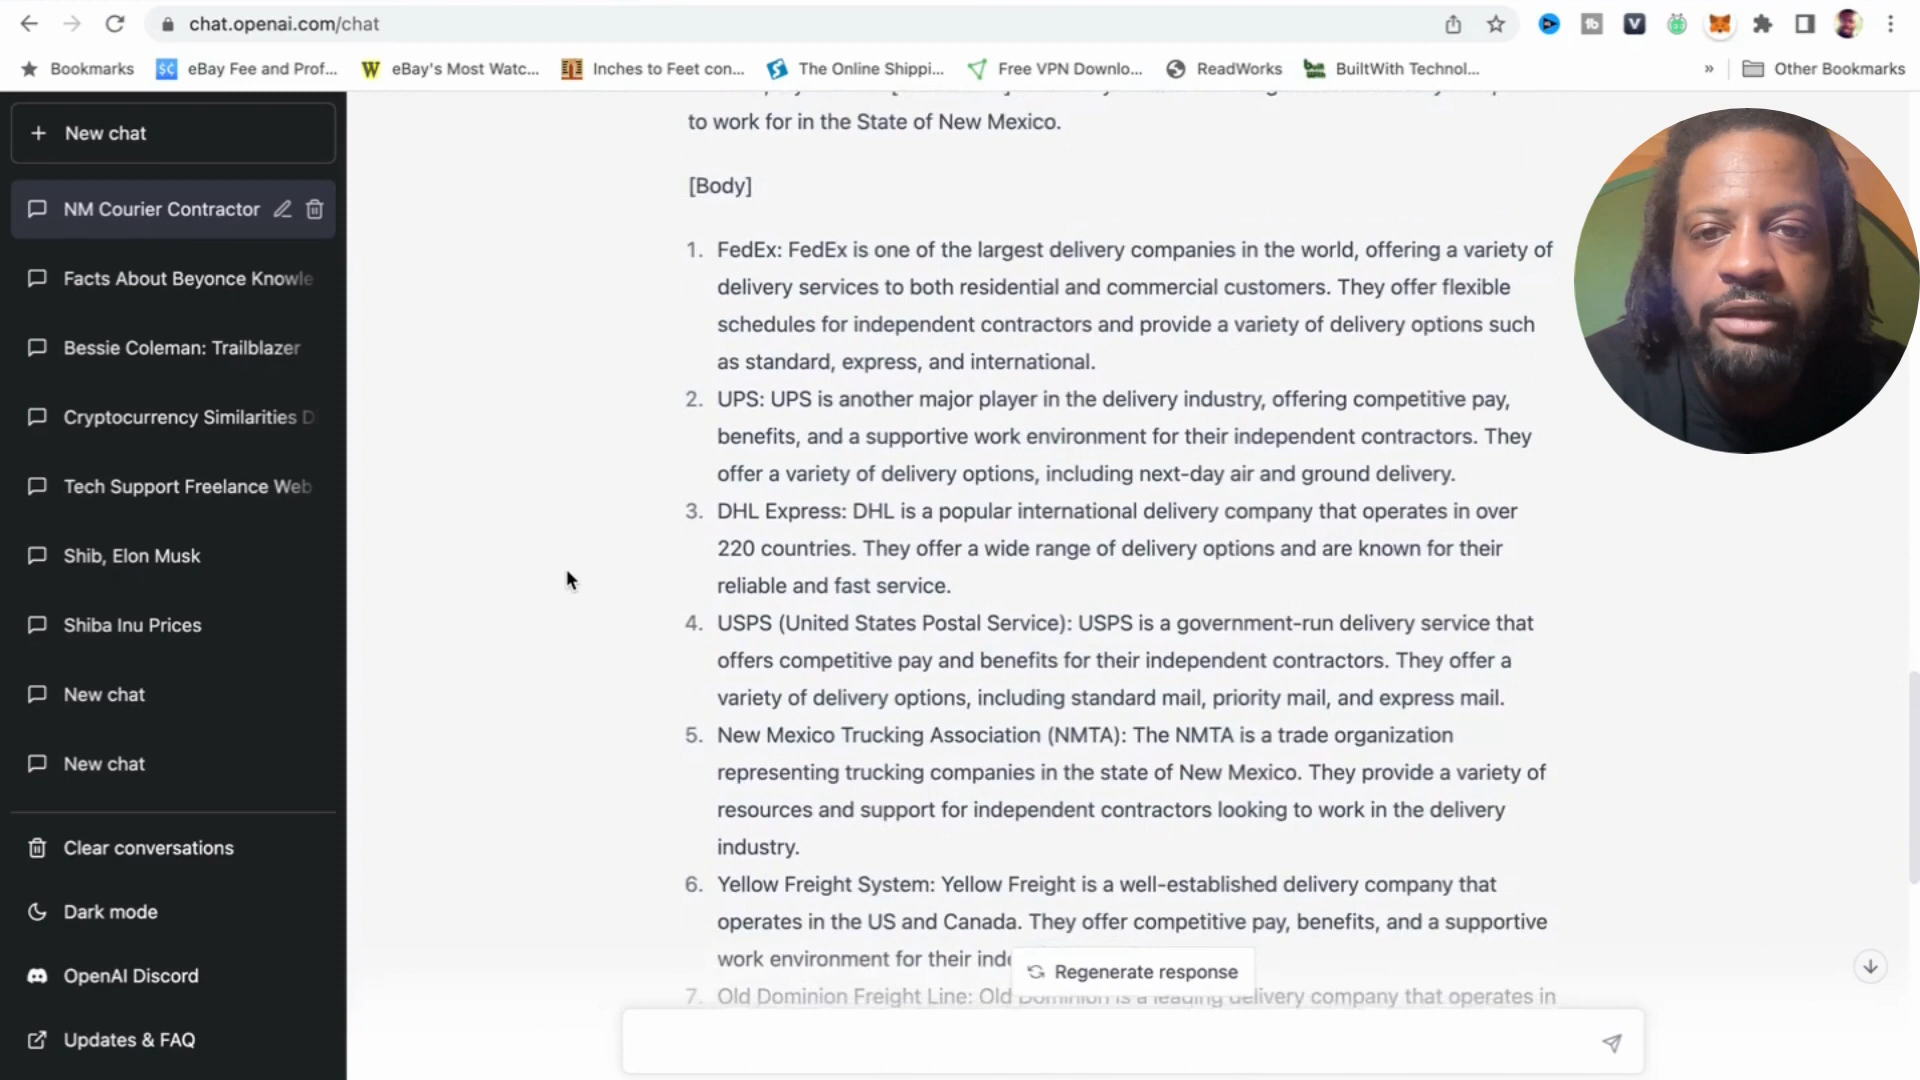 chat.openai.com/chat
Bookmarks
eBay Fee and Prof...
eBay's Most Watc...
Inches to Feet con...
The Online Shippi...
Free VPN Downlo...
ReadWorks
BuiltWith Technol...
»
Other Bookmarks
+ New chat
NM Courier Contractor
Facts About Beyonce Knowle
Bessie Coleman: Trailblazer
Cryptocurrency Similarities D
Tech Support Freelance Web
Shib, Elon Musk
Shiba Inu Prices
New chat
New chat
Clear conversations
Dark mode
OpenAI Discord
Updates & FAQ
to work for in the State of New Mexico.
[Body]
1. FedEx: FedEx is one of the largest delivery companies in the world, offering a variety of
delivery services to both residential and commercial customers. They offer flexible
schedules for independent contractors and provide a variety of delivery options such
as standard, express, and international.
2. UPS: UPS is another major player in the delivery industry, offering competitive pay,
benefits, and a supportive work environment for their independent contractors. They
offer a variety of delivery options, including next-day air and ground delivery.
3. DHL Express: DHL is a popular international delivery company that operates in over
220 countries. They offer a wide range of delivery options and are known for their
reliable and fast service.
4. USPS (United States Postal Service): USPS is a government-run delivery service that
offers competitive pay and benefits for their independent contractors. They offer a
variety of delivery options, including standard mail, priority mail, and express mail.
5. New Mexico Trucking Association (NMTA): The NMTA is a trade organization
representing trucking companies in the state of New Mexico. They provide a variety of
resources and support for independent contractors looking to work in the delivery
industry.
6. Yellow Freight System: Yellow Freight is a well-established delivery company that
operates in the US and Canada. They offer competitive pay, benefits, and a supportive
work environment for their inde
Regenerate response
7. Old Dominion Freight Line: Old Dominion is a leading delivery company that operates in